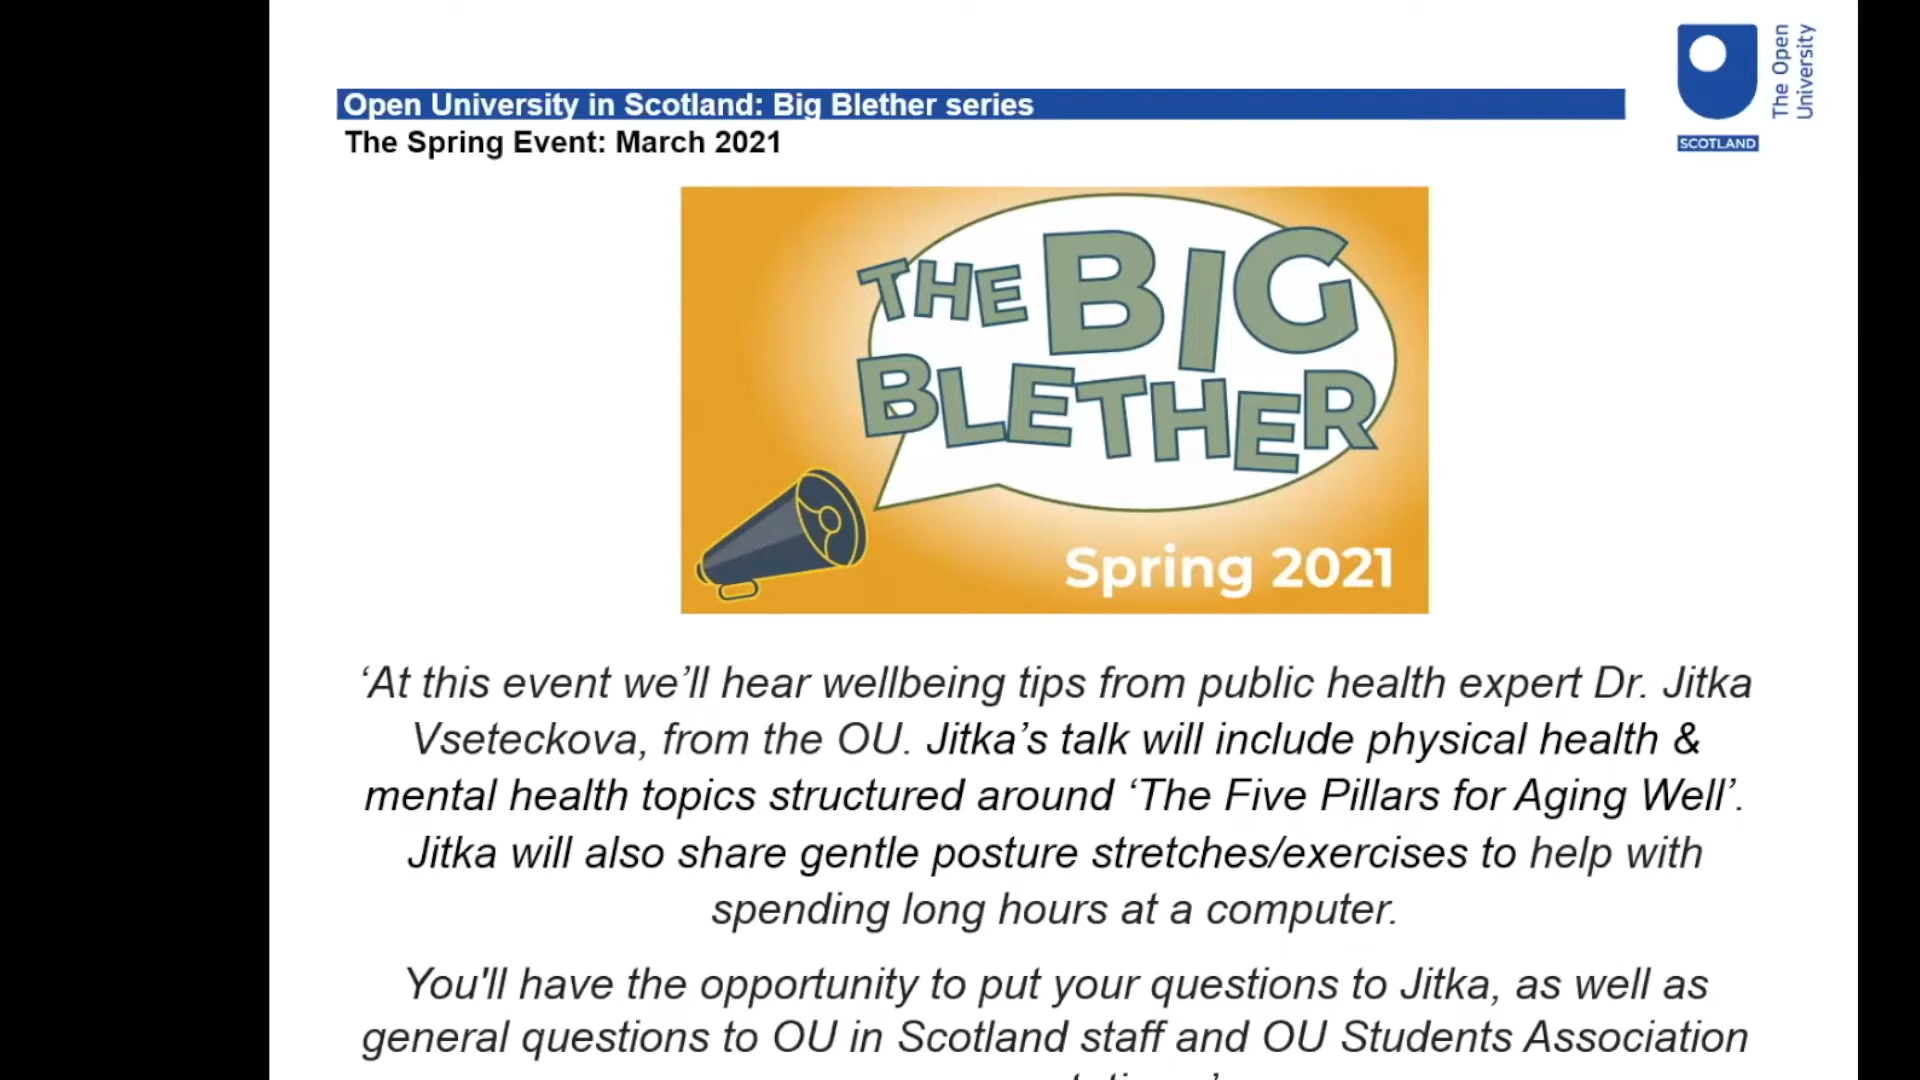 The Open
University
SCOTLAND
Open University in Scotland: Big Blether series
The Spring Event: March 2021
THE BIG
BLETHER
Spring 2021
‘At this event we’ll hear wellbeing tips from public health expert Dr. Jitka
Vseteckova, from the OU. Jitka’s talk will include physical health &
mental health topics structured around ‘The Five Pillars for Aging Well’.
Jitka will also share gentle posture stretches/exercises to help with
spending long hours at a computer.
You'll have the opportunity to put your questions to Jitka, as well as
general questions to OU in Scotland staff and OU Students Association